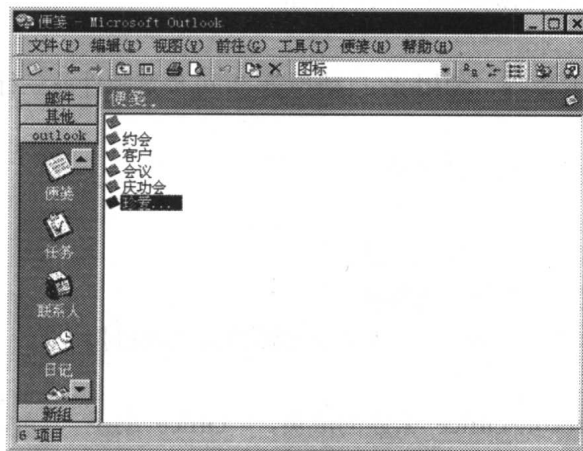 便笺 - Microsoft Outlook
文件(F) 编辑(E) 视图(V) 前往(G) 工具(T) 便笺(N) 帮助(H)
图标
邮件
其他
outlook
便笺
任务
联系人
日记
新组
便笺.
约会
客户
会议
庆功会
6 项目